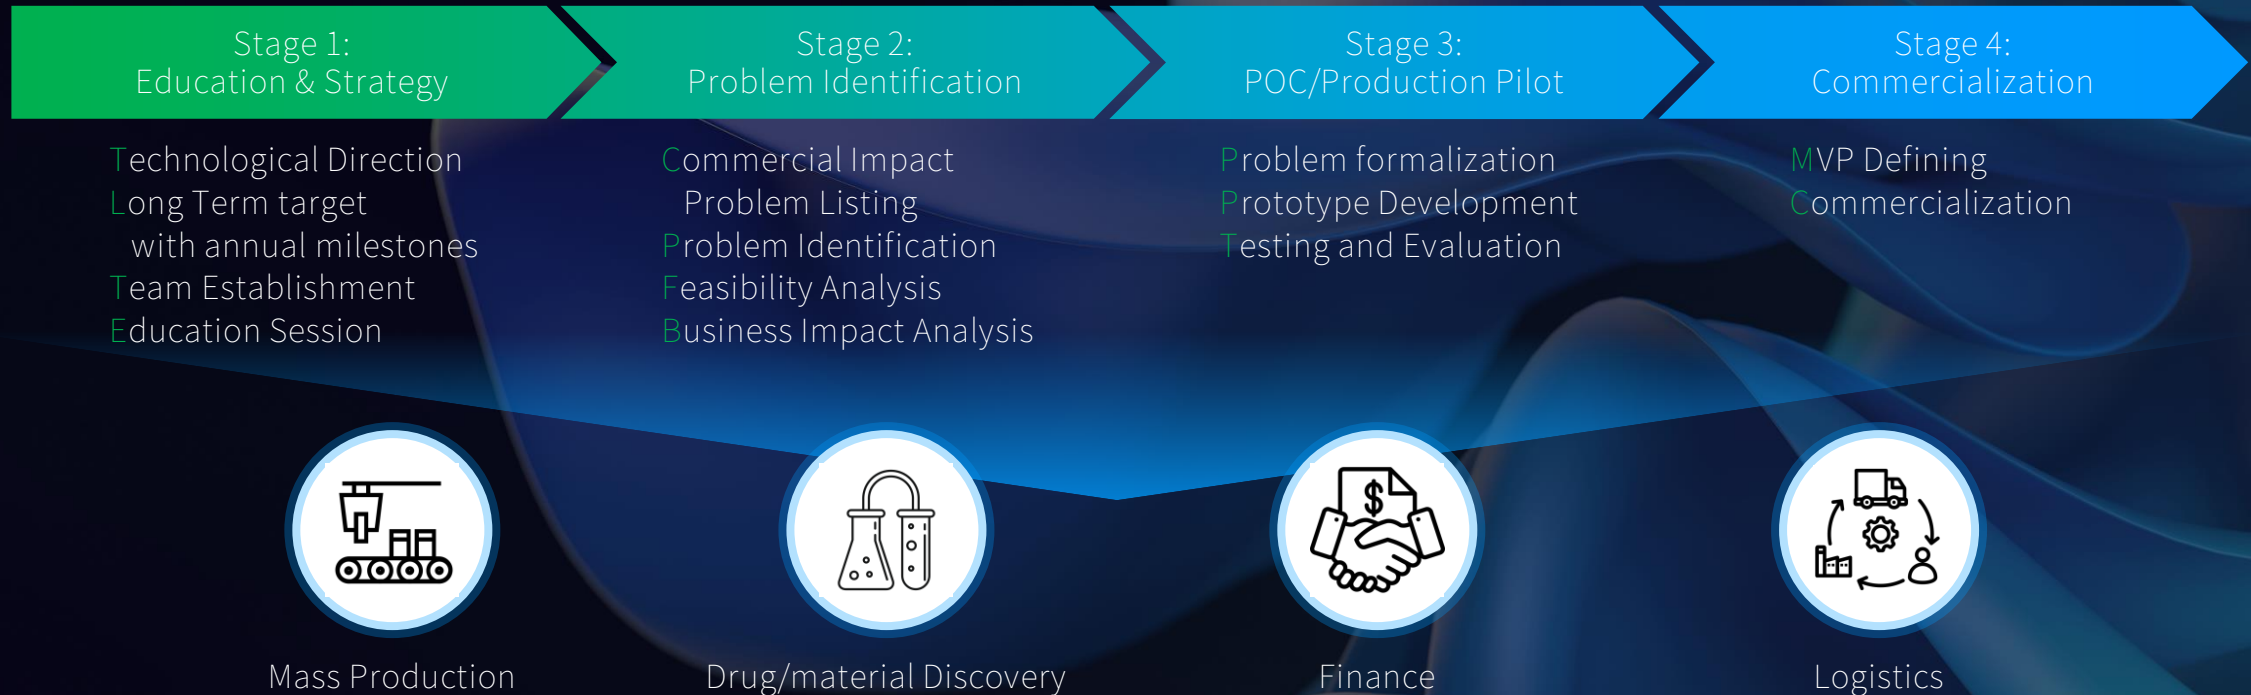 Stage 1:
Education & Strategy
Stage 2:
Problem Identification
Stage 3:
POC/Production Pilot
Stage 4:
Commercialization
Technological Direction
Long Term target
with annual milestones
Team Establishment
Education Session
Commercial Impact
Problem Listing
Problem Identification
Feasibility Analysis
Business Impact Analysis
Problem formalization
Prototype Development
Testing and Evaluation
MVP Defining
Commercialization
$
Mass Production
Drug/material Discovery
Finance
Logistics